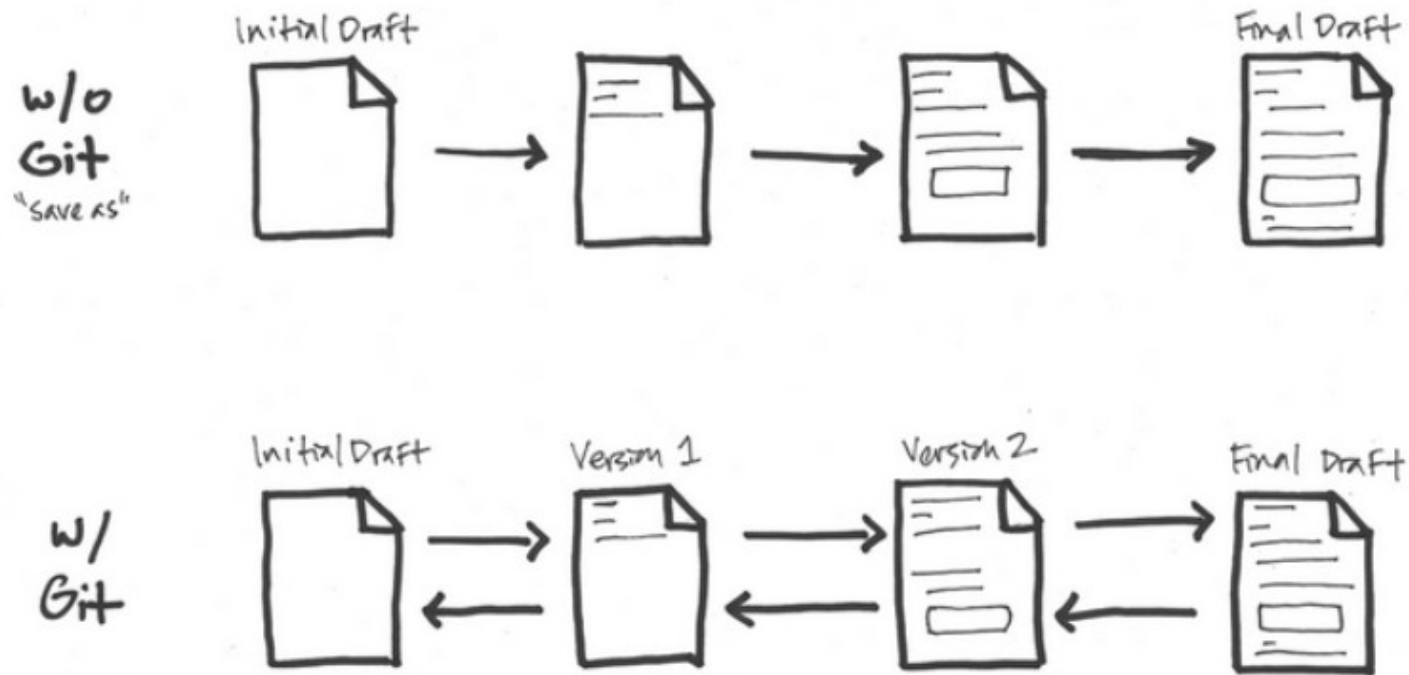 Initial Draft
Final Draft
w/o
Git
"save as"
Initial Draft
Version 1
Version 2
Final Draft
w/
Git